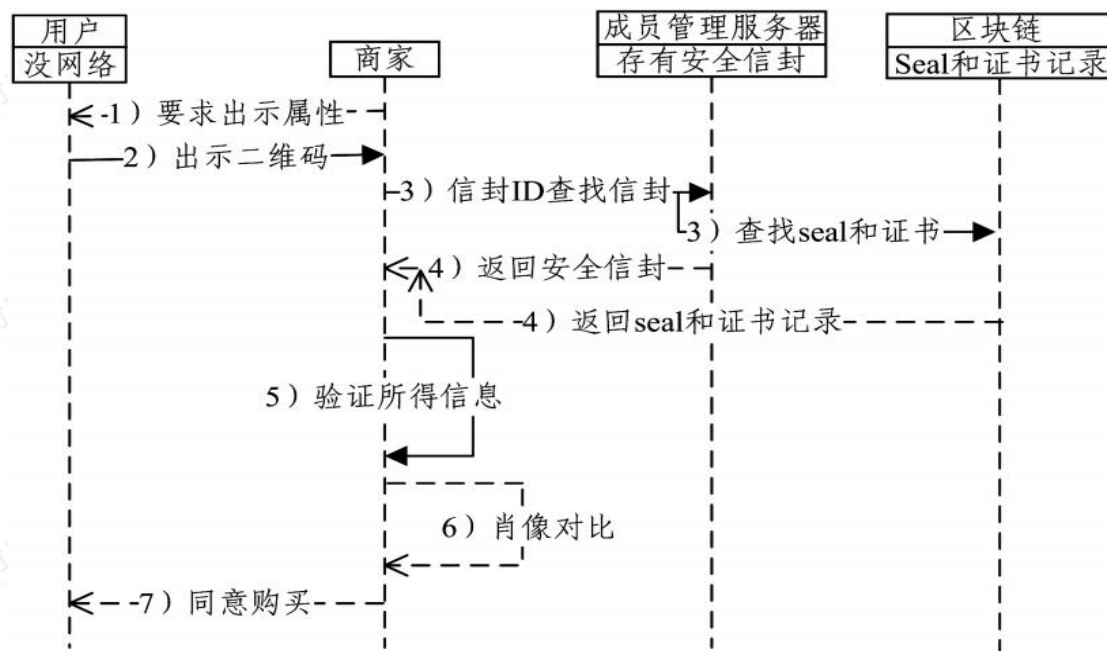 用户
没网络
商家
成员管理服务器
存有安全信封
区块链
Seal和证书记录
1）要求出示属性
2）出示二维码
3）信封ID查找信封
3）查找seal和证书
4）返回安全信封
4）返回seal和证书记录
5）验证所得信息
6）肖像对比
7）同意购买